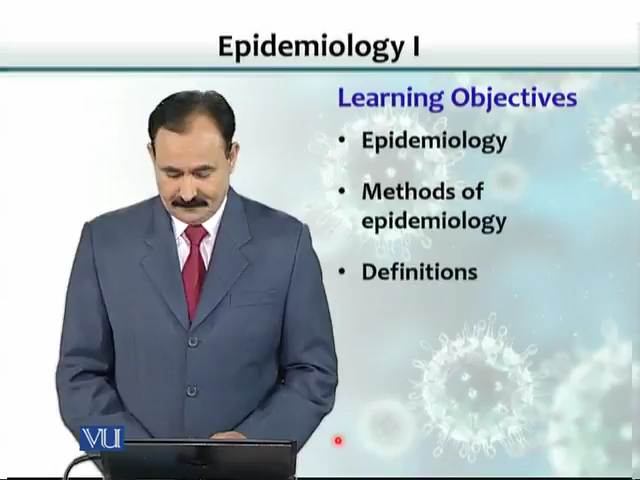 Epidemiology I
Learning Objectives
• Epidemiology
• Methods of
epidemiology
• Definitions
VU